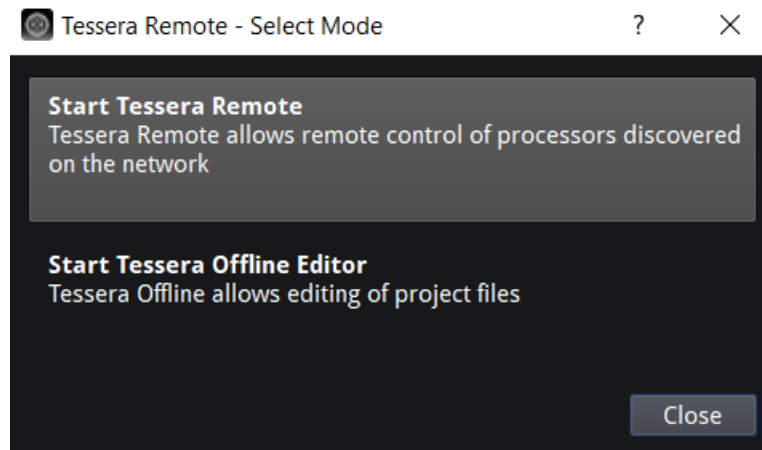 Tessera Remote - Select Mode ?
Start Tessera Remote
Tessera Remote allows remote control of processors discovered
on the network
Start Tessera Offline Editor
Tessera Offline allows editing of project files
Close